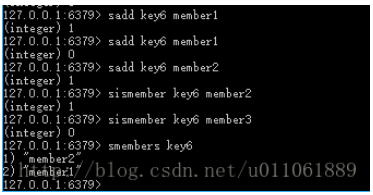 127.0.0.1:6379> sadd key6 member1
(integer) 1
127.0.0.1:6379> sadd key6 member1
(integer) 0
127.0.0.1:6379> sadd key6 member2
(integer) 1
127.0.0.1:6379> sismember key6 member2
(integer) 1
127.0.0.1:6379> sismember key6 member3
(integer) 0
127.0.0.1:6379> smembers key6
1) "member2"
2) "member1"
http://blog.csdn.net/u011061889
127.0.0.1:6379>